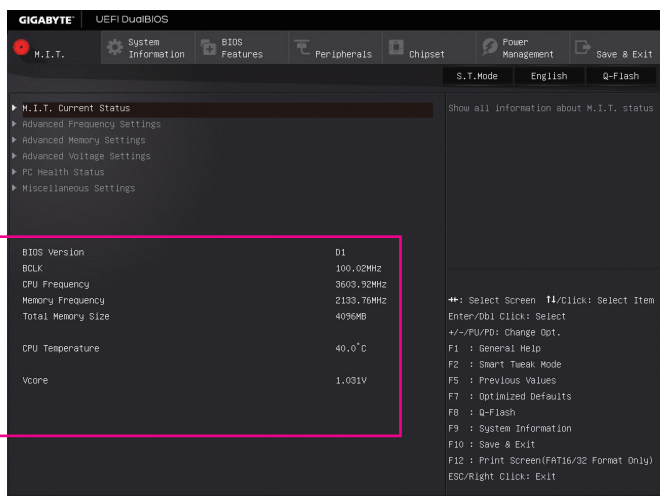 GIGABYTE™ UEFI DualBIOS
M.I.T.
System
Information
BIOS
Features
Peripherals
Chipset
Power
Management
Save & Exit
S.T.Mode English Q-Flash
M.I.T. Current Status
Advanced Frequency Settings
Advanced Memory Settings
Advanced Voltage Settings
PC Health Status
Miscellaneous Settings
Show all information about M.I.T. status
BIOS Version D1
BCLK 100.02MHz
CPU Frequency 3603.92MHz
Memory Frequency 2133.76MHz
Total Memory Size 4096MB
CPU Temperature 40.0°C
Vcore 1.031V
→←: Select Screen ↑↓/Click: Select Item
Enter/Dbl Click: Select
+/-/PU/PD: Change Opt.
F1 : General Help
F2 : Smart Tweak Mode
F5 : Previous Values
F7 : Optimized Defaults
F8 : Q-Flash
F9 : System Information
F10 : Save & Exit
F12 : Print Screen(FAT16/32 Format Only)
ESC/Right Click: Exit